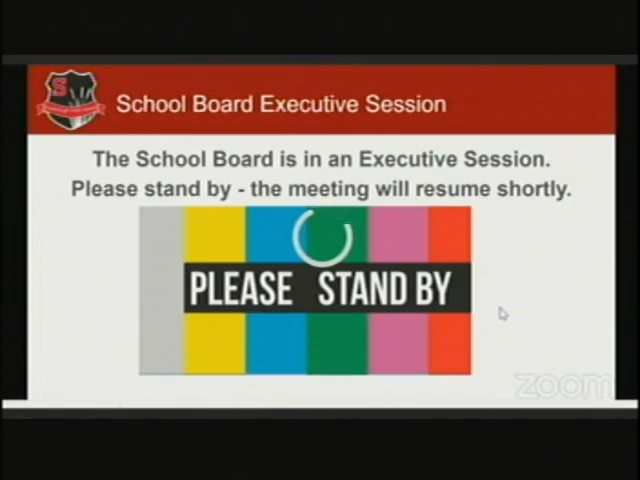 S
School Board Executive Session
The School Board is in an Executive Session.
Please stand by - the meeting will resume shortly.
PLEASE STAND BY
zoom